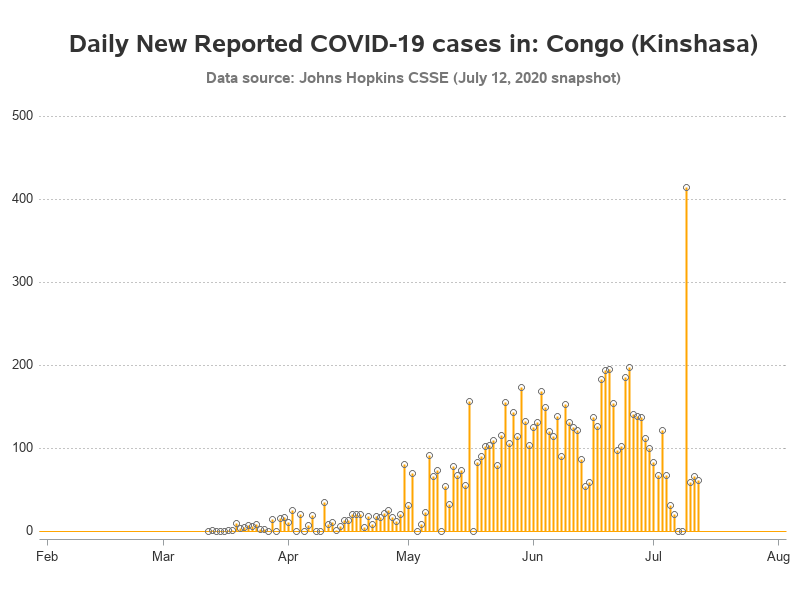 Daily New Reported COVID-19 cases in: Congo (Kinshasa)
Data source: Johns Hopkins CSSE (July 12, 2020 snapshot)
500
400
300
200
100
0
Feb Mar Apr May Jun Jul Aug